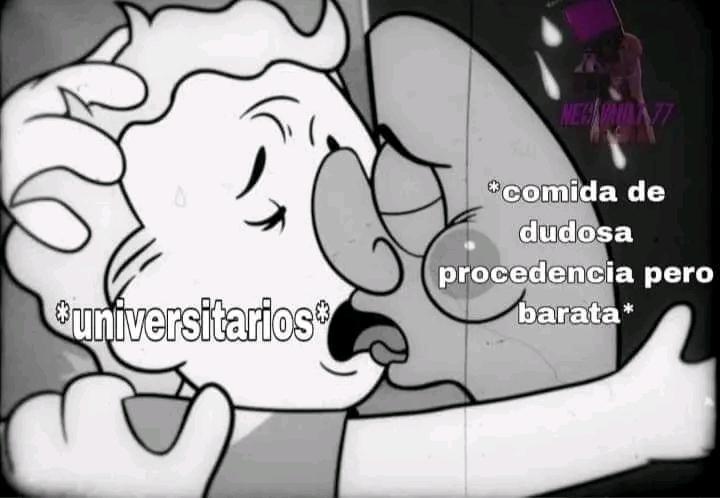 *comida de
dudosa
procedencia pero
barata*
*universitarios*